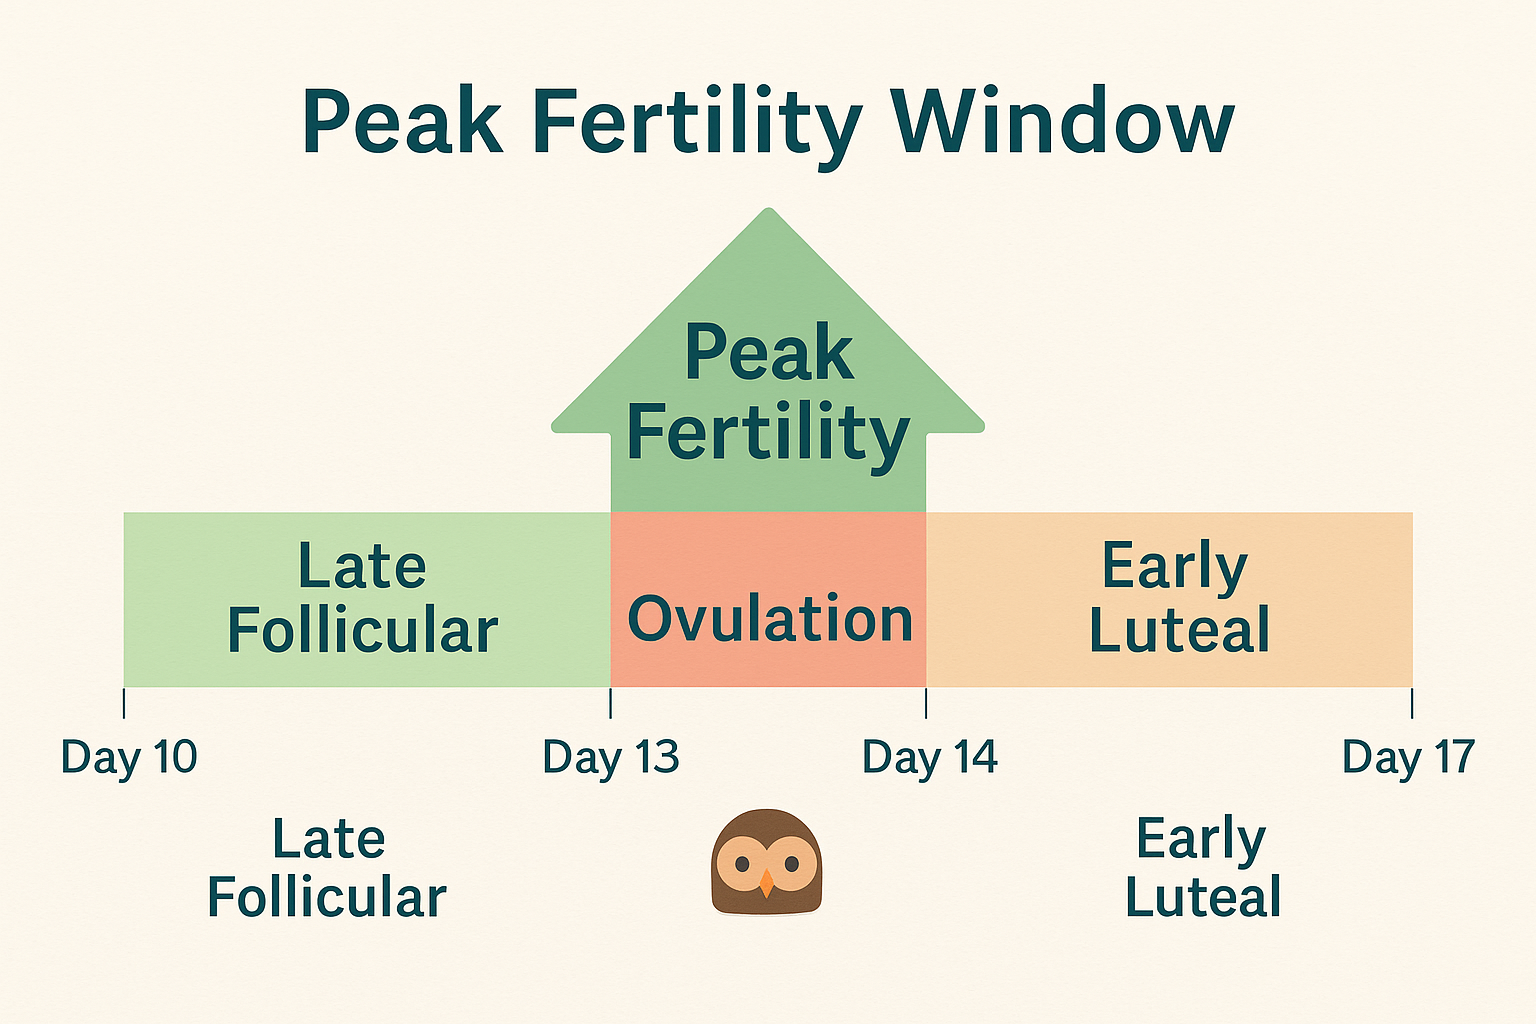 Peak Fertility Window
Peak
Fertility
Late
Follicular
Ovulation
Early
Luteal
Day 10
Day 13
Day 14
Day 17
Late
Follicular
Early
Luteal